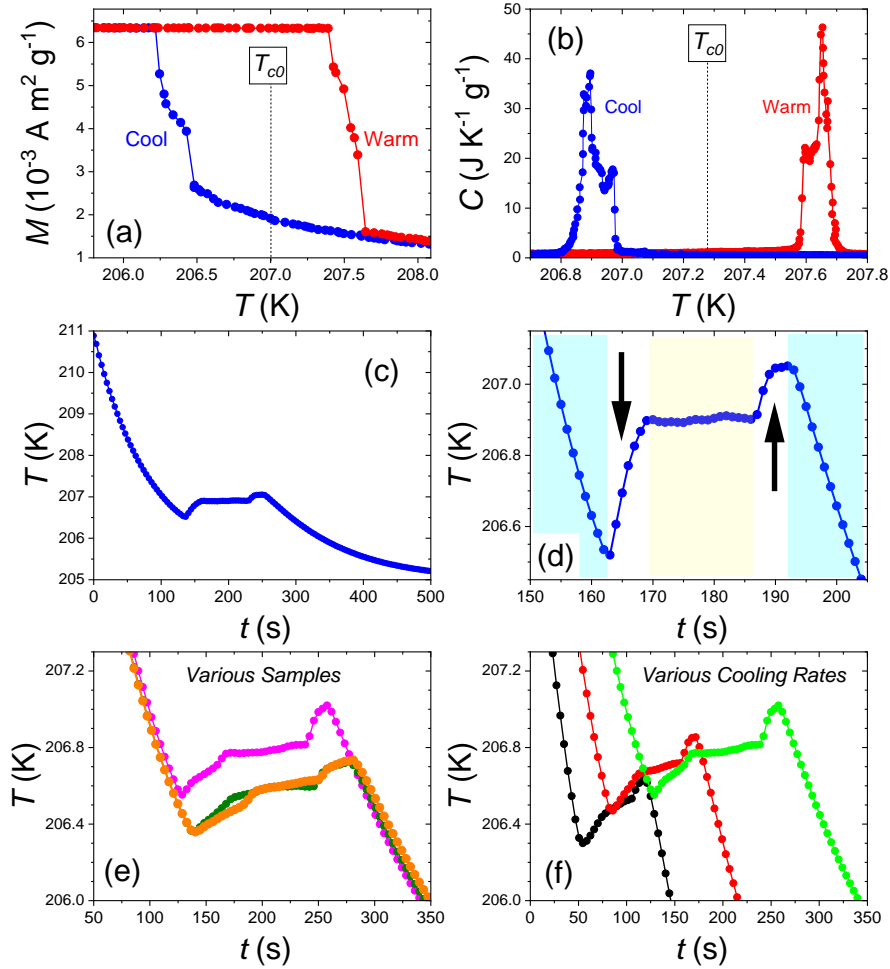 (a)
T_c0
Cool
Warm
M (10^-3 A m^2 g^-1)
6
5
4
3
2
1
206.0 206.5 207.0 207.5 208.0
T (K)
(b)
T_c0
Cool
Warm
C (J K^-1 g^-1)
50
40
30
20
10
0
206.8 207.0 207.2 207.4 207.6 207.8
T (K)
(c)
T (K)
211
210
209
208
207
206
205
0 100 200 300 400 500
t (s)
(d)
T (K)
207.0
206.8
206.6
150 160 170 180 190 200
t (s)
(e)
Various Samples
T (K)
207.2
206.8
206.4
206.0
50 100 150 200 250 300 350
t (s)
(f)
Various Cooling Rates
T (K)
207.2
206.8
206.4
206.0
0 50 100 150 200 250 300 350
t (s)